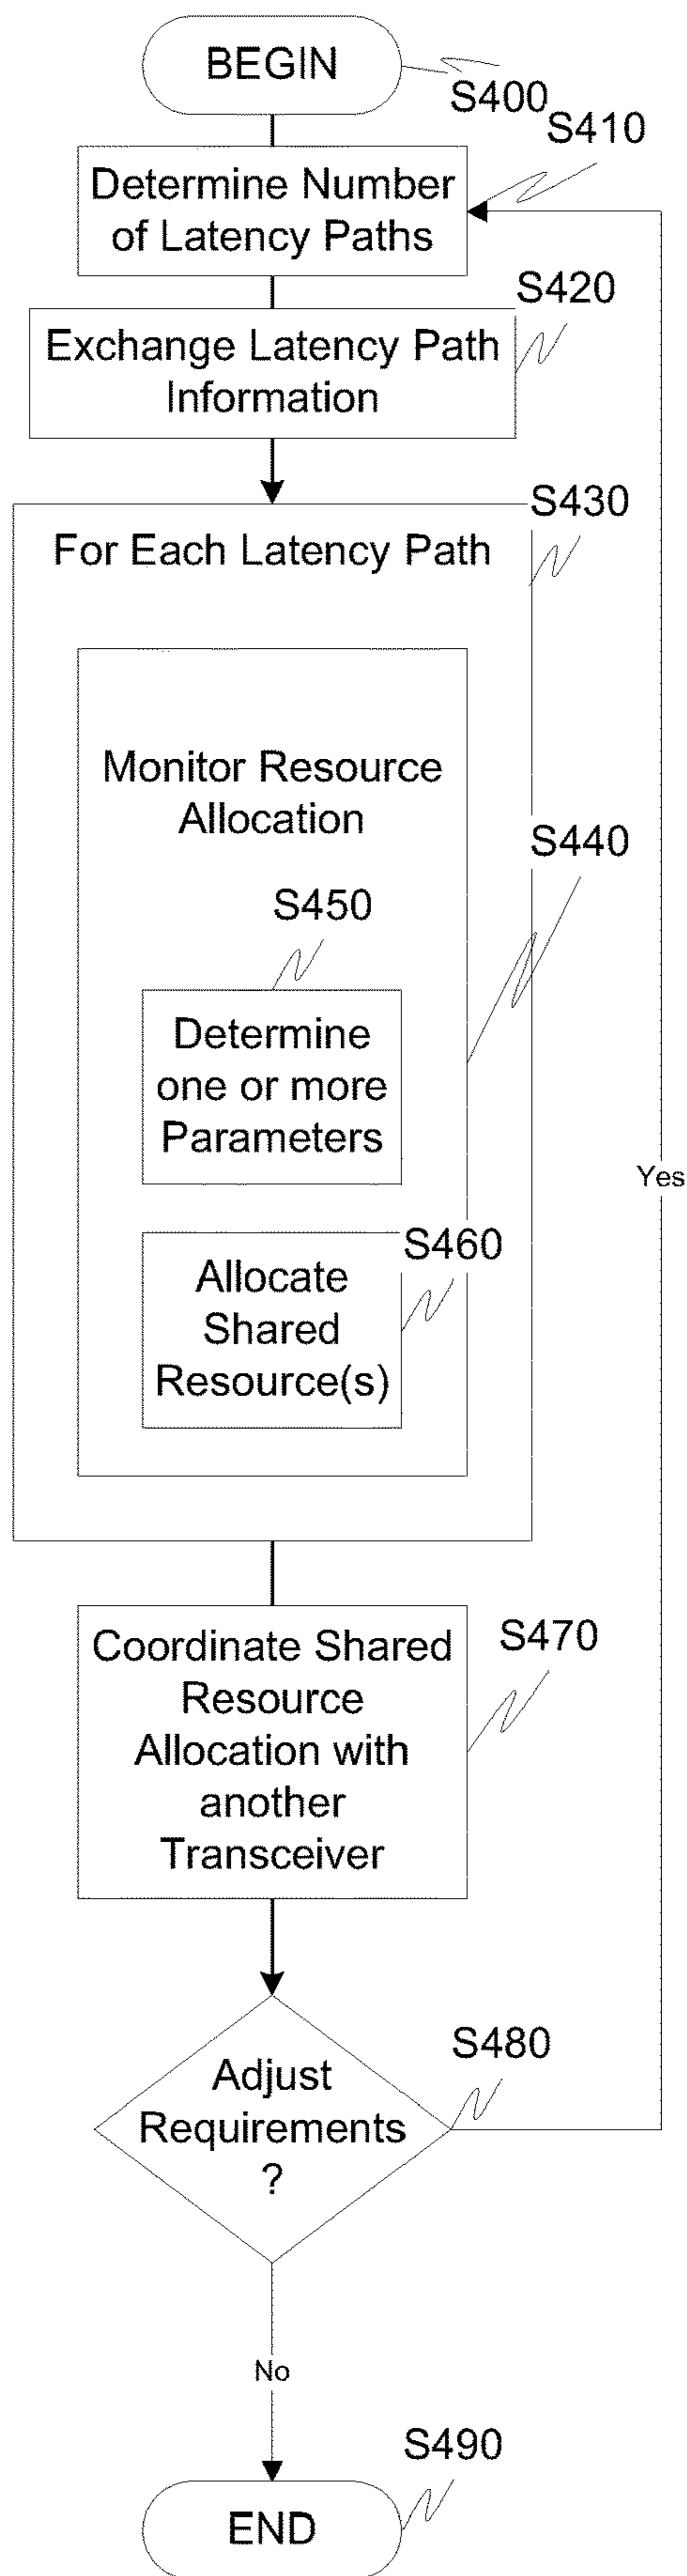 BEGIN
S400
S410
Determine Number
of Latency Paths
S420
Exchange Latency Path
Information
S430
For Each Latency Path
Monitor Resource
Allocation
S440
S450
Determine
one or more
Parameters
Yes
S460
Allocate
Shared
Resource(s)
S470
Coordinate Shared
Resource
Allocation with
another
Transceiver
S480
Adjust
Requirements
?
No
S490
END